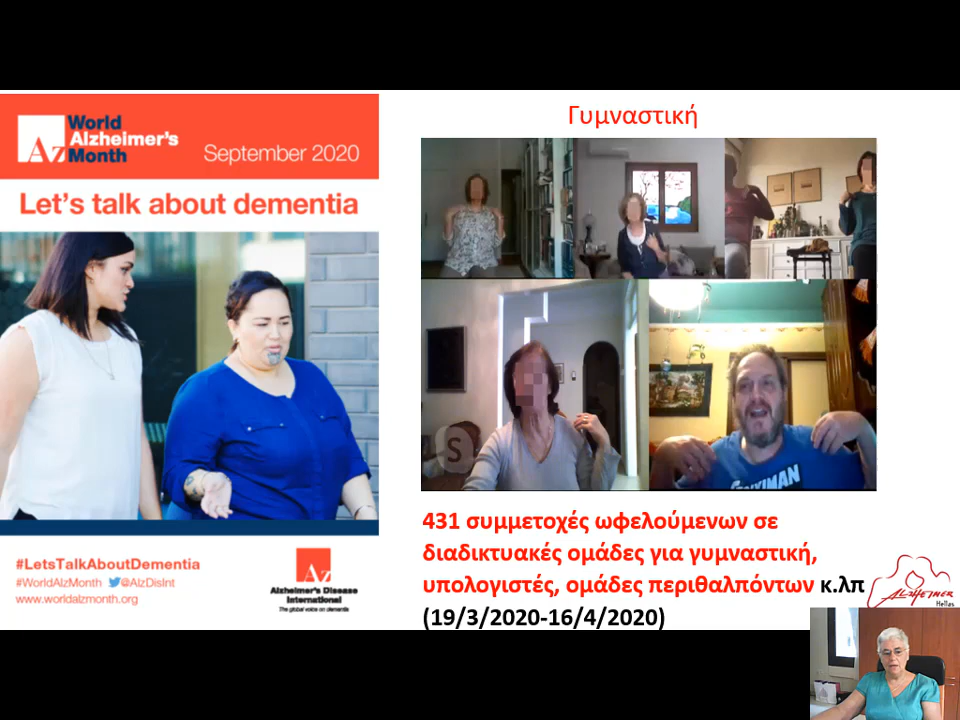 World
Alzheimer's
Month
September 2020
Let's talk about dementia
#LetsTalkAboutDementia
#WorldAlzMonth @AlzDisInt
www.worldalzmonth.org
Az
Alzheimer's Disease
International
The global voice on dementia
Γυμναστική
S
431 συμμετοχές ωφελούμενων σε
διαδικτυακές ομάδες για γυμναστική,
υπολογιστές, ομάδες περιθαλπόντων κ.λπ
(19/3/2020-16/4/2020)
ALZHEIMER
Hellas